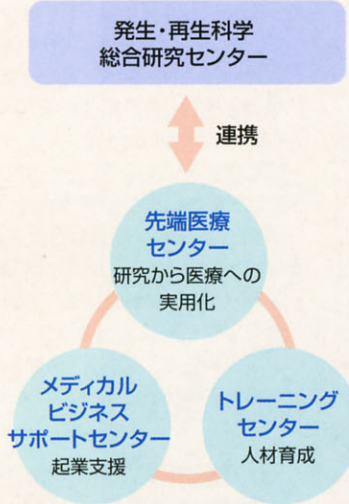 発生・再生科学
総合研究センター
連携
先端医療
センター
研究から医療への
実用化
メディカル
ビジネス
サポートセンター
起業支援
トレーニング
センター
人材育成